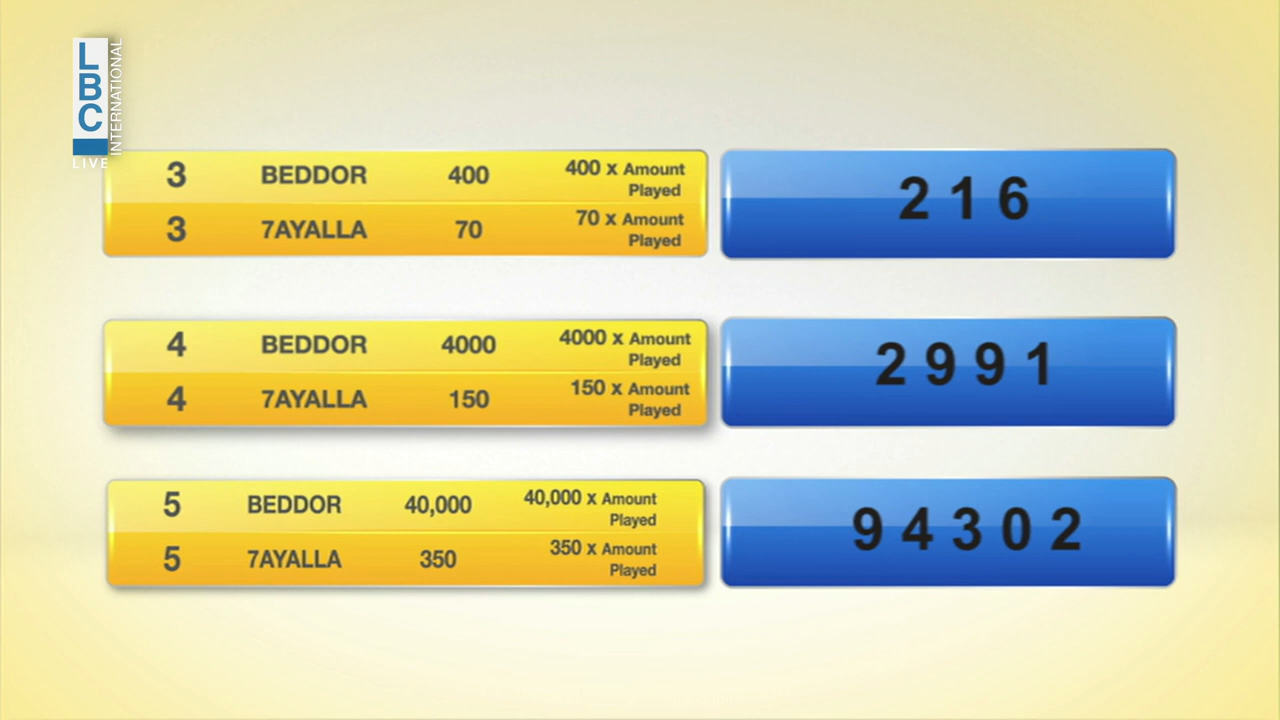 LBC
INTERNATIONAL
LIVE
3 BEDDOR 400 400 x Amount
Played
3 7AYALLA 70 70 x Amount
Played
2 1 6
4 BEDDOR 4000 4000 x Amount
Played
4 7AYALLA 150 150 x Amount
Played
2 9 9 1
5 BEDDOR 40,000 40,000 x Amount
Played
5 7AYALLA 350 350 x Amount
Played
9 4 3 0 2